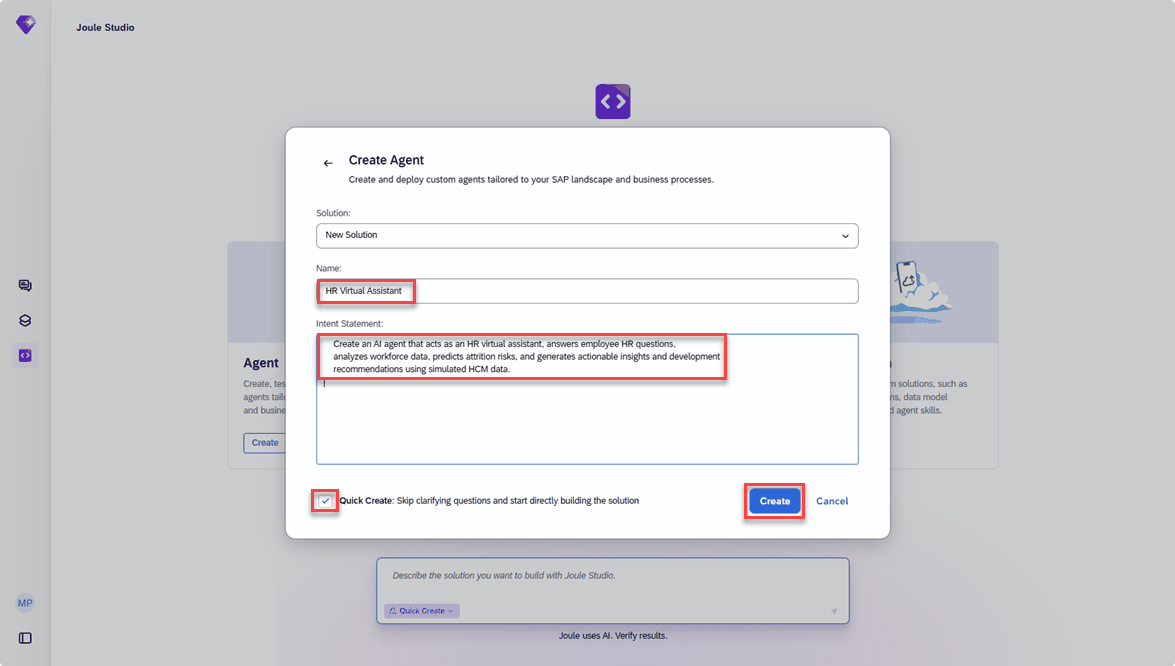 Joule Studio
Create Agent
Create and deploy custom agents tailored to your SAP landscape and business processes.
Solution:
New Solution
Name:
HR Virtual Assistant
Intent Statement:
Create an AI agent that acts as an HR virtual assistant, answers employee HR questions,
analyzes workforce data, predicts attrition risks, and generates actionable insights and development
recommendations using simulated HCM data.
Quick Create: Skip clarifying questions and start directly building the solution
Create
Cancel
Agent
Create, tes
agents tail
and busine
Create
m solutions, such as
ns, data model
d agent skills.
Describe the solution you want to build with Joule Studio.
Quick Create
Joule uses AI. Verify results.
MP